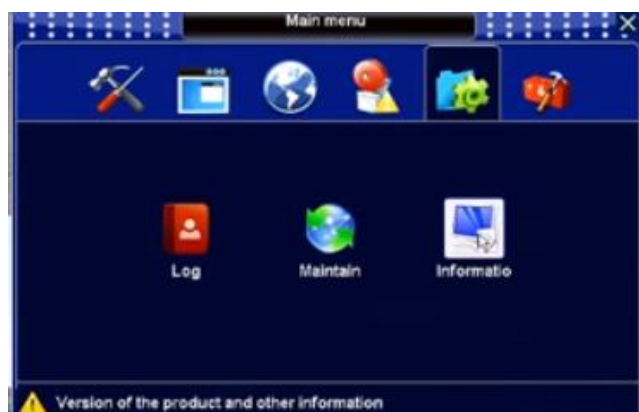 Main menu
Log
Maintain
Informatio
Version of the product and other information